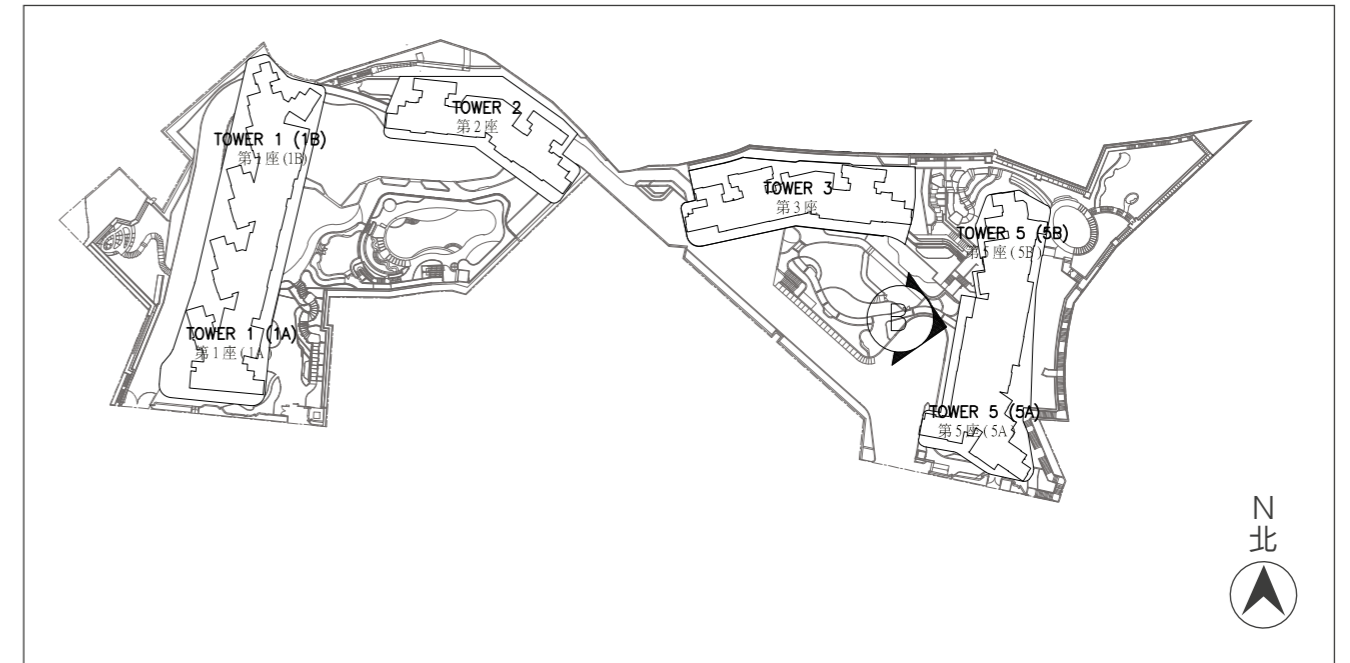 TOWER 2
第2座
TOWER 1 (1B)
第1座(1B)
TOWER 3
第3座
TOWER 5 (5B)
第5座(5B)
B
TOWER 1 (1A)
第1座(1A)
TOWER 5 (5A)
第5座(5A)
N
北